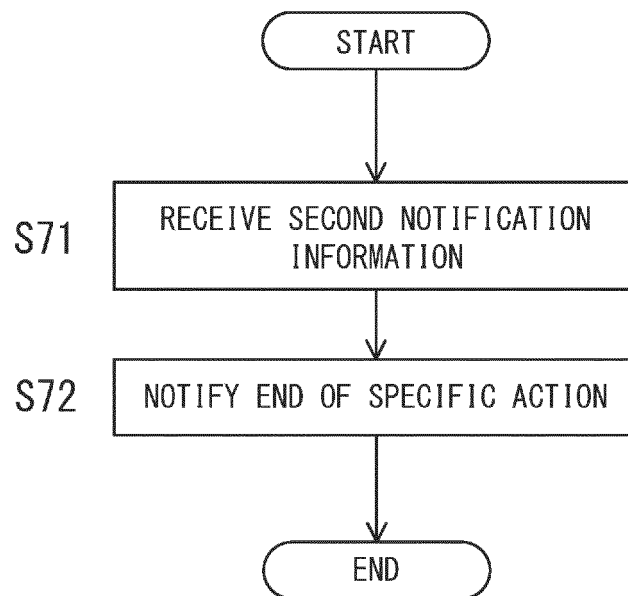 START
S71
RECEIVE SECOND NOTIFICATION
INFORMATION
S72
NOTIFY END OF SPECIFIC ACTION
END